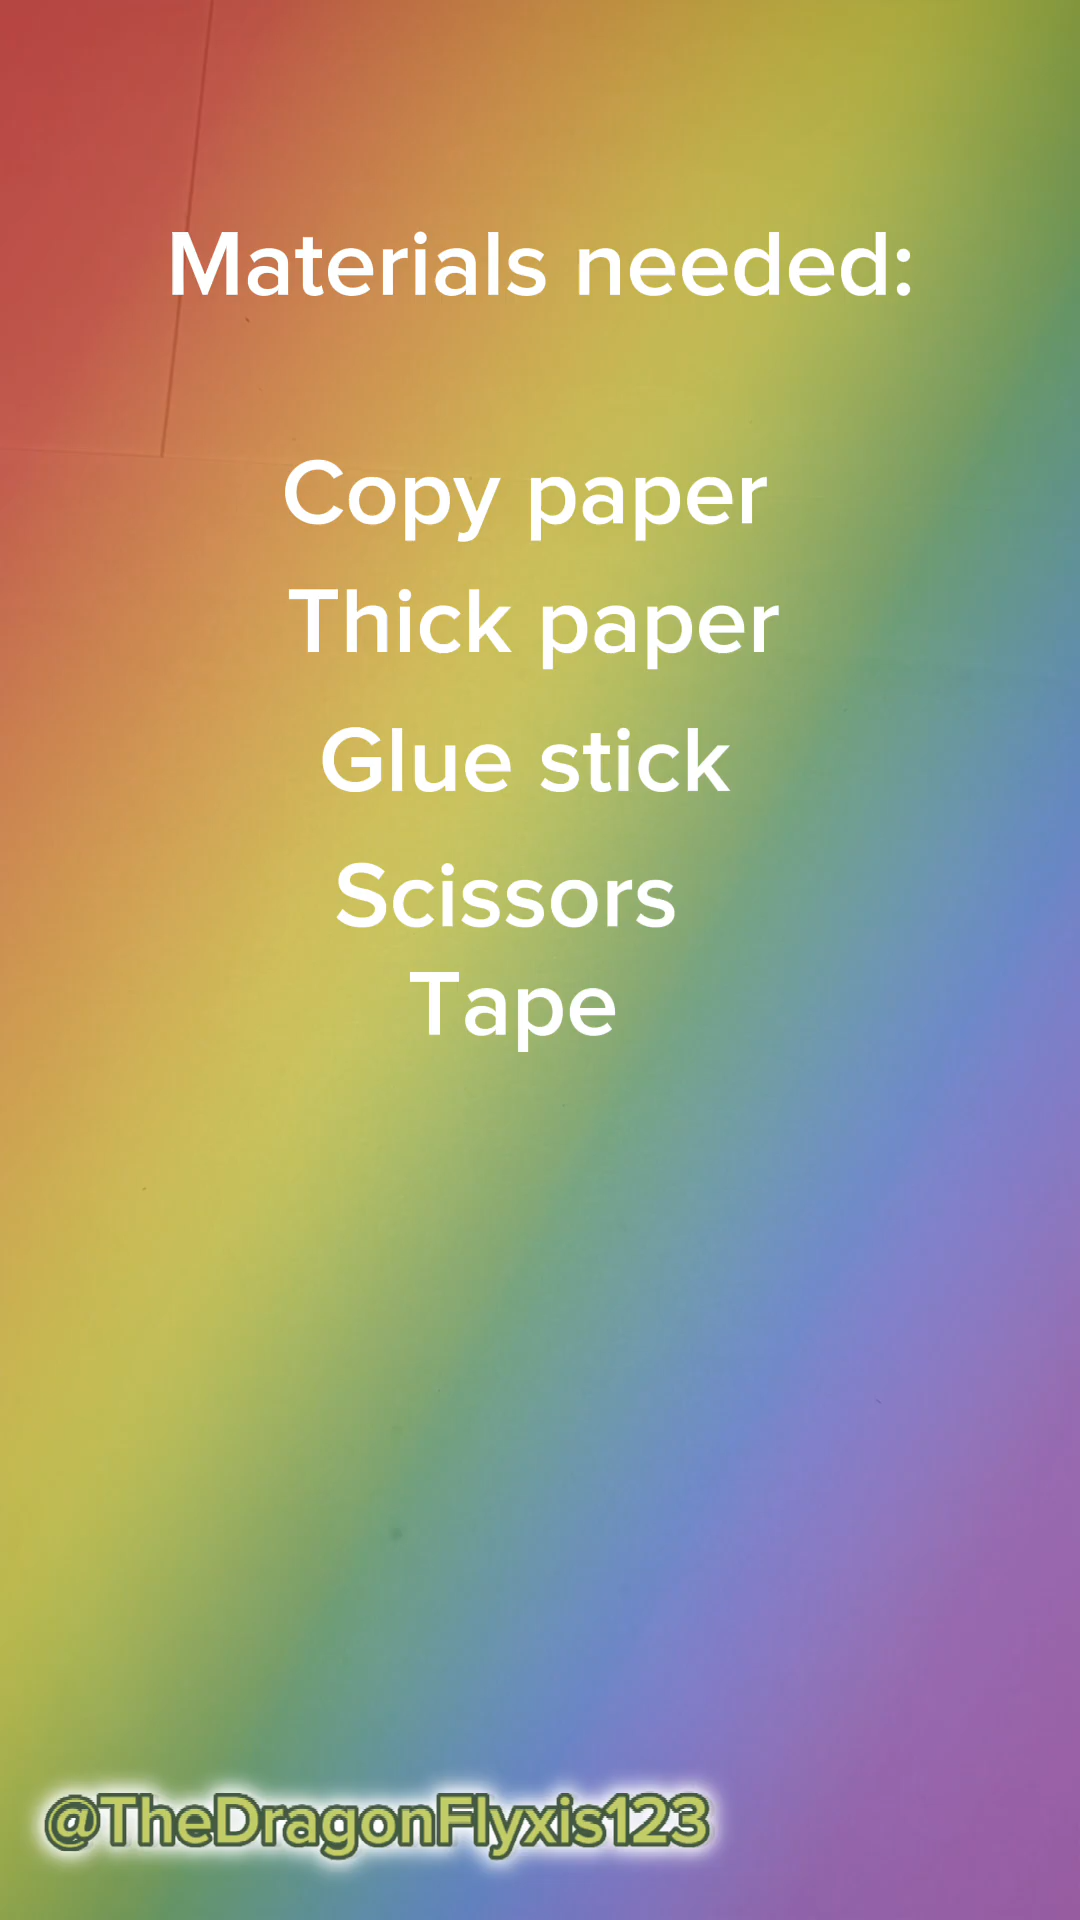 Materials needed:
Copy paper
Thick paper
Glue stick
Scissors
Tape
@TheDragonFlyxis123